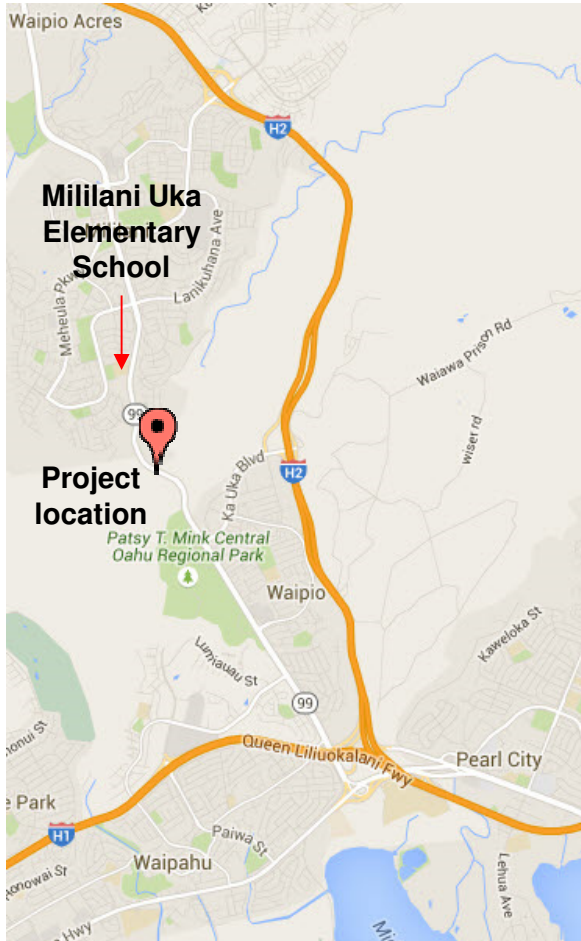 Waipio Acres
H2
Mililani Uka
Elementary
School
Lanikuhana Ave
Meheula Pkwy
99
Waiawa Prison Rd
wiser rd
Ka Uka Blvd
H2
Project
location
Patsy T. Mink Central
Oahu Regional Park
Waipio
Kaweloka St
Lumiauau St
99
Queen Liliuokalani Fwy
Pearl City
Park
H1
Paiwa St
Waipahu
Lehua Ave
Hwy